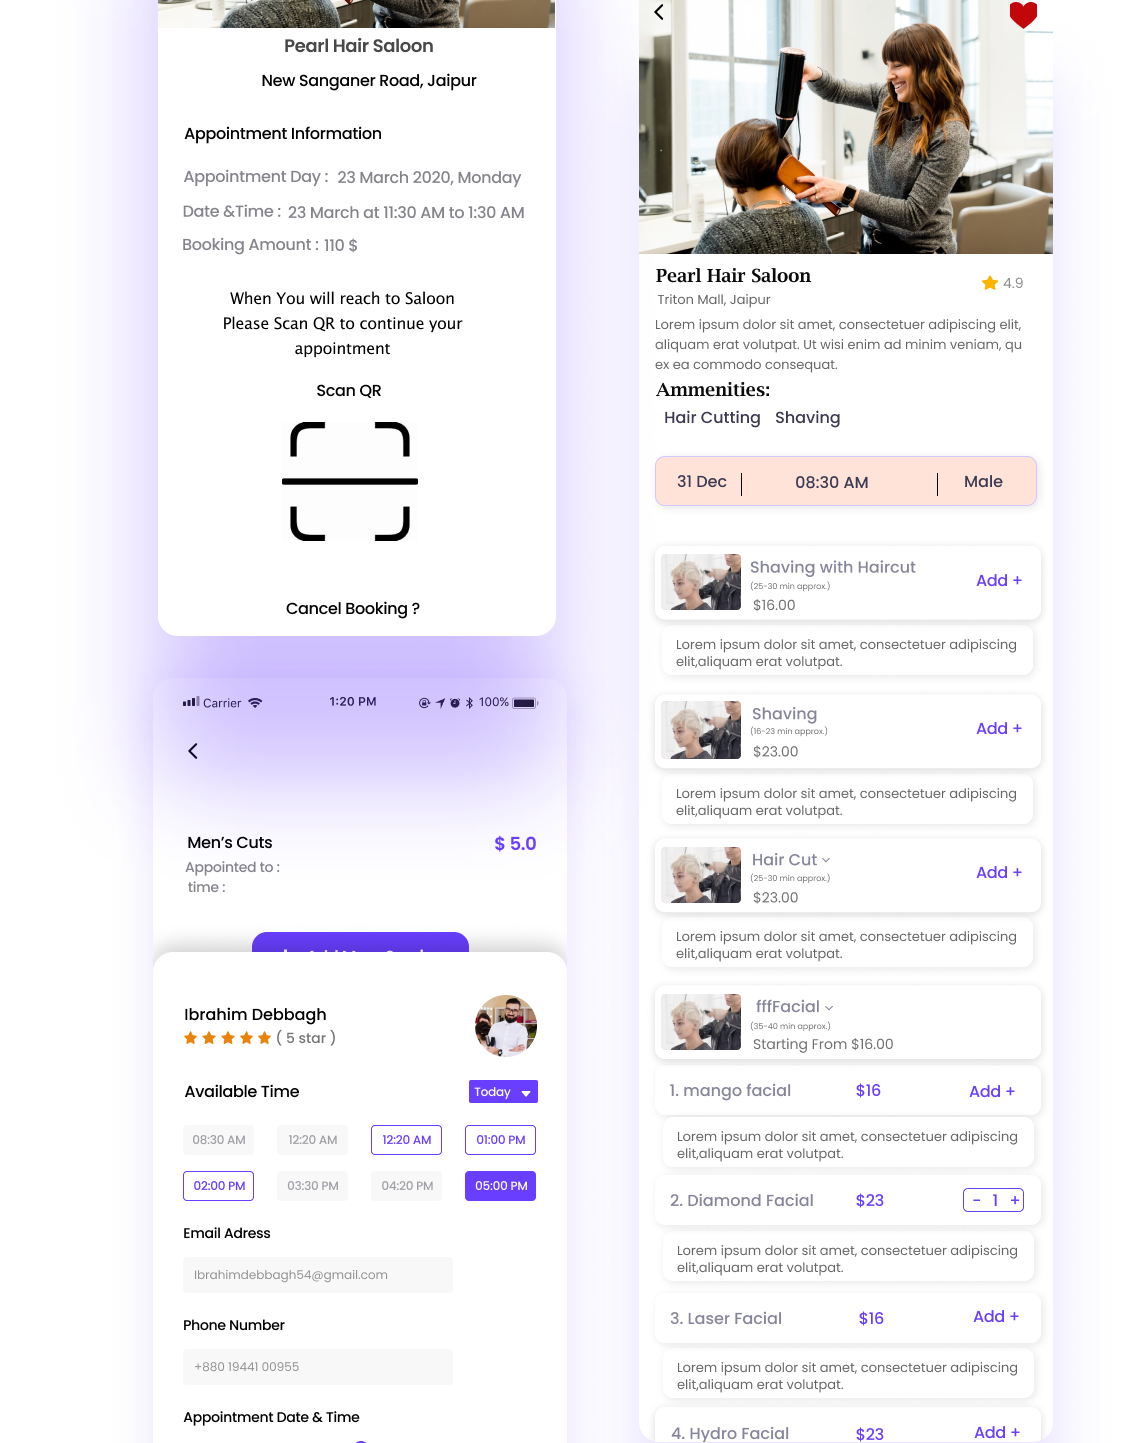 Pearl Hair Saloon
New Sanganer Road, Jaipur
Appointment Information
Appointment Day : 23 March 2020, Monday
Date &Time : 23 March at 11:30 AM to 1:30 AM
Booking Amount : 110 $
When You will reach to Saloon
Please Scan QR to continue your
appointment
Scan QR
Cancel Booking ?
Carrier 1:20 PM 100%
Men’s Cuts $ 5.0
Appointed to :
time :
Ibrahim Debbagh
( 5 star )
Available Time Today
08:30 AM 12:20 AM 12:20 AM 01:00 PM
02:00 PM 03:30 PM 04:20 PM 05:00 PM
Email Adress
Ibrahimdebbagh54@gmail.com
Phone Number
+880 19441 00955
Appointment Date & Time
Pearl Hair Saloon
4.9
Triton Mall, Jaipur
Lorem ipsum dolor sit amet, consectetuer adipiscing elit,
aliquam erat volutpat. Ut wisi enim ad minim veniam, qu
ex ea commodo consequat.
Ammenities:
Hair Cutting Shaving
31 Dec 08:30 AM Male
Shaving with Haircut
(25-30 min approx.)
$16.00
Add +
Lorem ipsum dolor sit amet, consectetuer adipiscing
elit,aliquam erat volutpat.
Shaving
(16-23 min approx.)
$23.00
Add +
Lorem ipsum dolor sit amet, consectetuer adipiscing
elit,aliquam erat volutpat.
Hair Cut
(25-30 min approx.)
$23.00
Add +
Lorem ipsum dolor sit amet, consectetuer adipiscing
elit,aliquam erat volutpat.
fffFacial
(35-40 min approx.)
Starting From $16.00
1. mango facial $16 Add +
Lorem ipsum dolor sit amet, consectetuer adipiscing
elit,aliquam erat volutpat.
2. Diamond Facial $23 - 1 +
Lorem ipsum dolor sit amet, consectetuer adipiscing
elit,aliquam erat volutpat.
3. Laser Facial $16 Add +
Lorem ipsum dolor sit amet, consectetuer adipiscing
elit,aliquam erat volutpat.
4. Hydro Facial $23 Add +